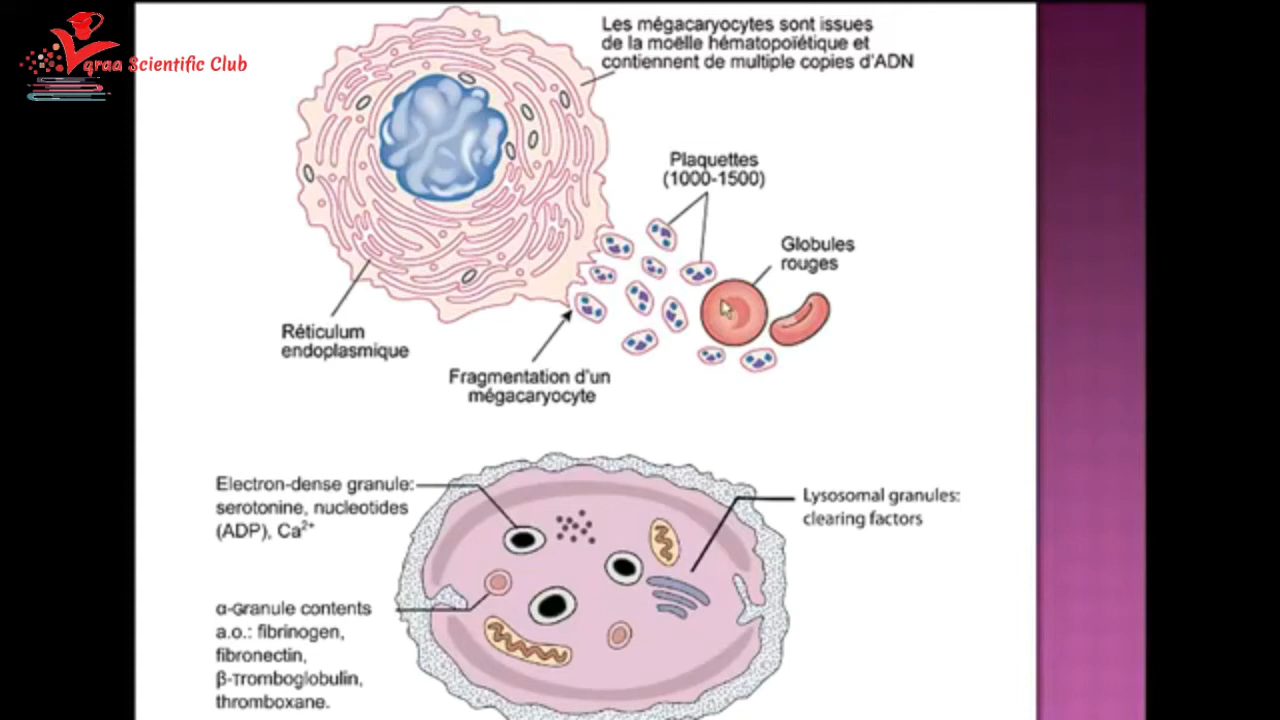 qraa Scientific Club
Les mégacaryocytes sont issues
de la moëlle hématopoïétique et
contiennent de multiple copies d'ADN
Plaquettes
(1000-1500)
Globules
rouges
Réticulum
endoplasmique
Fragmentation d'un
mégacaryocyte
Electron-dense granule:
serotonine, nucleotides
(ADP), Ca²⁺
Lysosomal granules:
clearing factors
α-Granule contents
a.o.: fibrinogen,
fibronectin,
β-Tromboglobulin,
thromboxane.